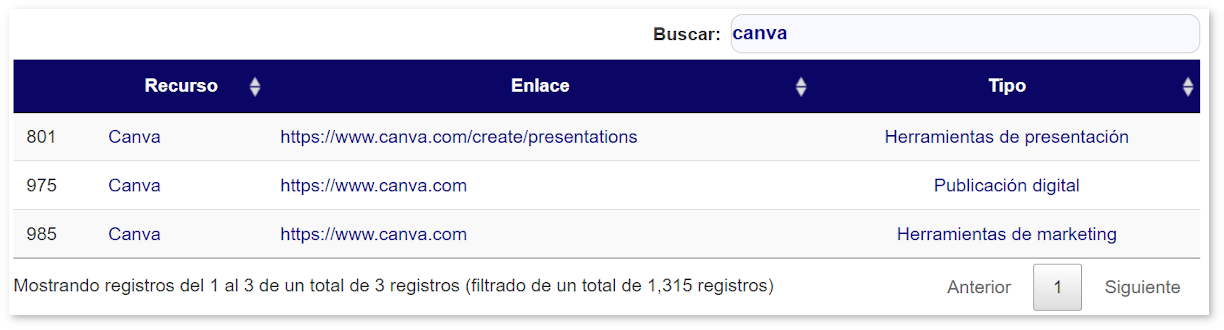 Buscar: canva
Recurso Enlace Tipo
801 Canva https://www.canva.com/create/presentations Herramientas de presentación
975 Canva https://www.canva.com Publicación digital
985 Canva https://www.canva.com Herramientas de marketing
Mostrando registros del 1 al 3 de un total de 3 registros (filtrado de un total de 1,315 registros) Anterior 1 Siguiente